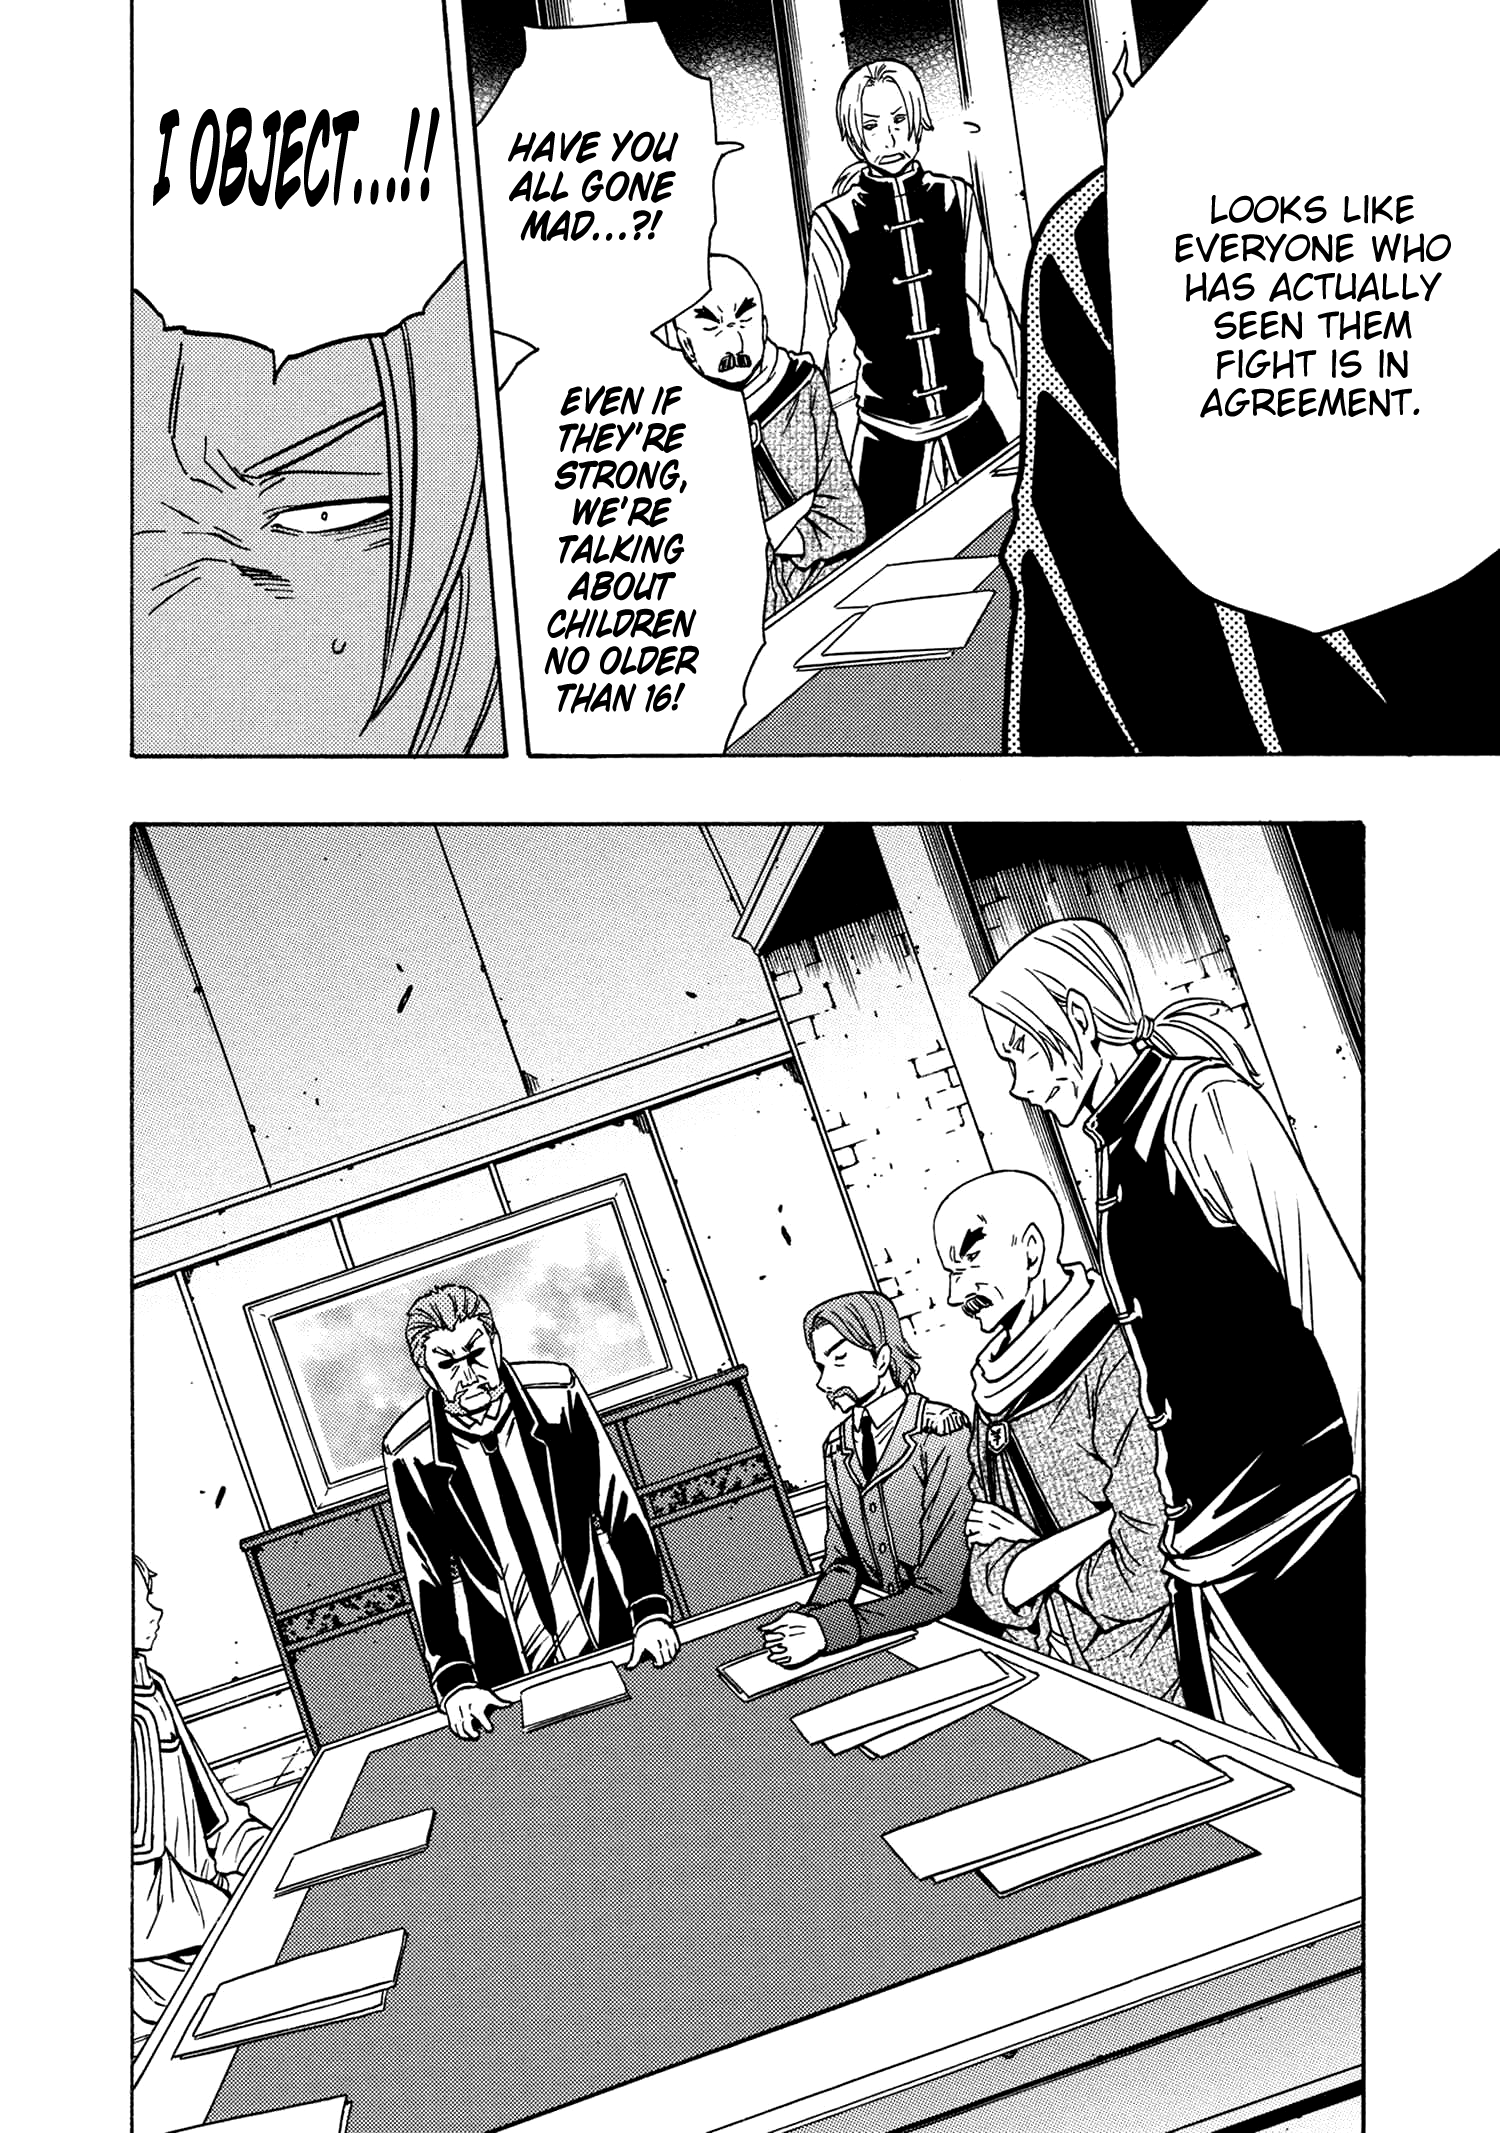 LOOKS LIKE
EVERYONE WHO
HAS ACTUALLY
SEEN THEM
FIGHT IS IN
AGREEMENT.
HAVE YOU
ALL GONE
MAD...?!
EVEN IF
THEY'RE
STRONG,
WE'RE
TALKING
ABOUT
CHILDREN
NO OLDER
THAN 16!
I OBJECT...!!